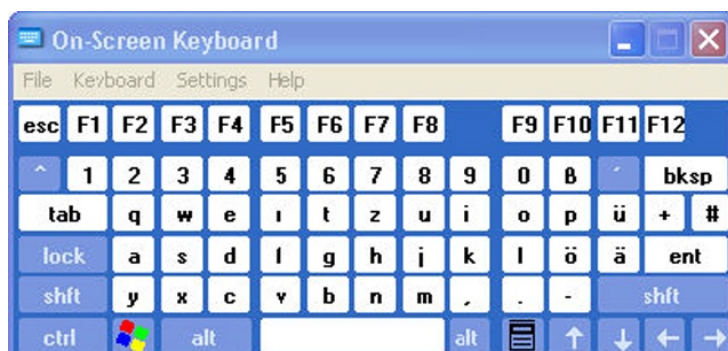 On-Screen Keyboard
File Keyboard Settings Help
esc F1 F2 F3 F4 F5 F6 F7 F8 F9 F10 F11 F12
^ 1 2 3 4 5 6 7 8 9 0 ß ´ bksp
tab q w e r t z u i o p ü + #
lock a s d f g h j k l ö ä ent
shft y x c v b n m , . - shft
ctrl alt alt ↑ ↓ ← →